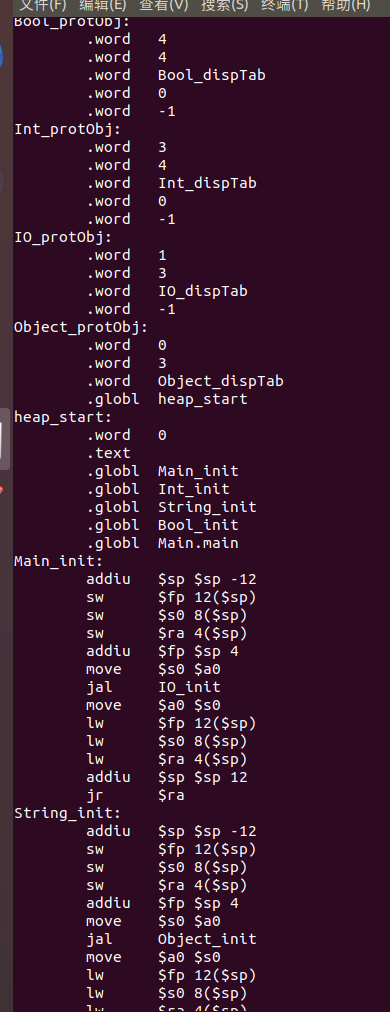 文件(F) 编辑(E) 查看(V) 搜索(S) 终端(T) 帮助(H)
Bool_protObj:
.word 4
.word 4
.word Bool_dispTab
.word 0
.word -1
Int_protObj:
.word 3
.word 4
.word Int_dispTab
.word 0
.word -1
IO_protObj:
.word 1
.word 3
.word IO_dispTab
.word -1
Object_protObj:
.word 0
.word 3
.word Object_dispTab
.globl heap_start
heap_start:
.word 0
.text
.globl Main_init
.globl Int_init
.globl String_init
.globl Bool_init
.globl Main.main
Main_init:
addiu $sp $sp -12
sw $fp 12($sp)
sw $s0 8($sp)
sw $ra 4($sp)
addiu $fp $sp 4
move $s0 $a0
jal IO_init
move $a0 $s0
lw $fp 12($sp)
lw $s0 8($sp)
lw $ra 4($sp)
addiu $sp $sp 12
jr $ra
String_init:
addiu $sp $sp -12
sw $fp 12($sp)
sw $s0 8($sp)
sw $ra 4($sp)
addiu $fp $sp 4
move $s0 $a0
jal Object_init
move $a0 $s0
lw $fp 12($sp)
lw $s0 8($sp)
lw $ra 4($sp)